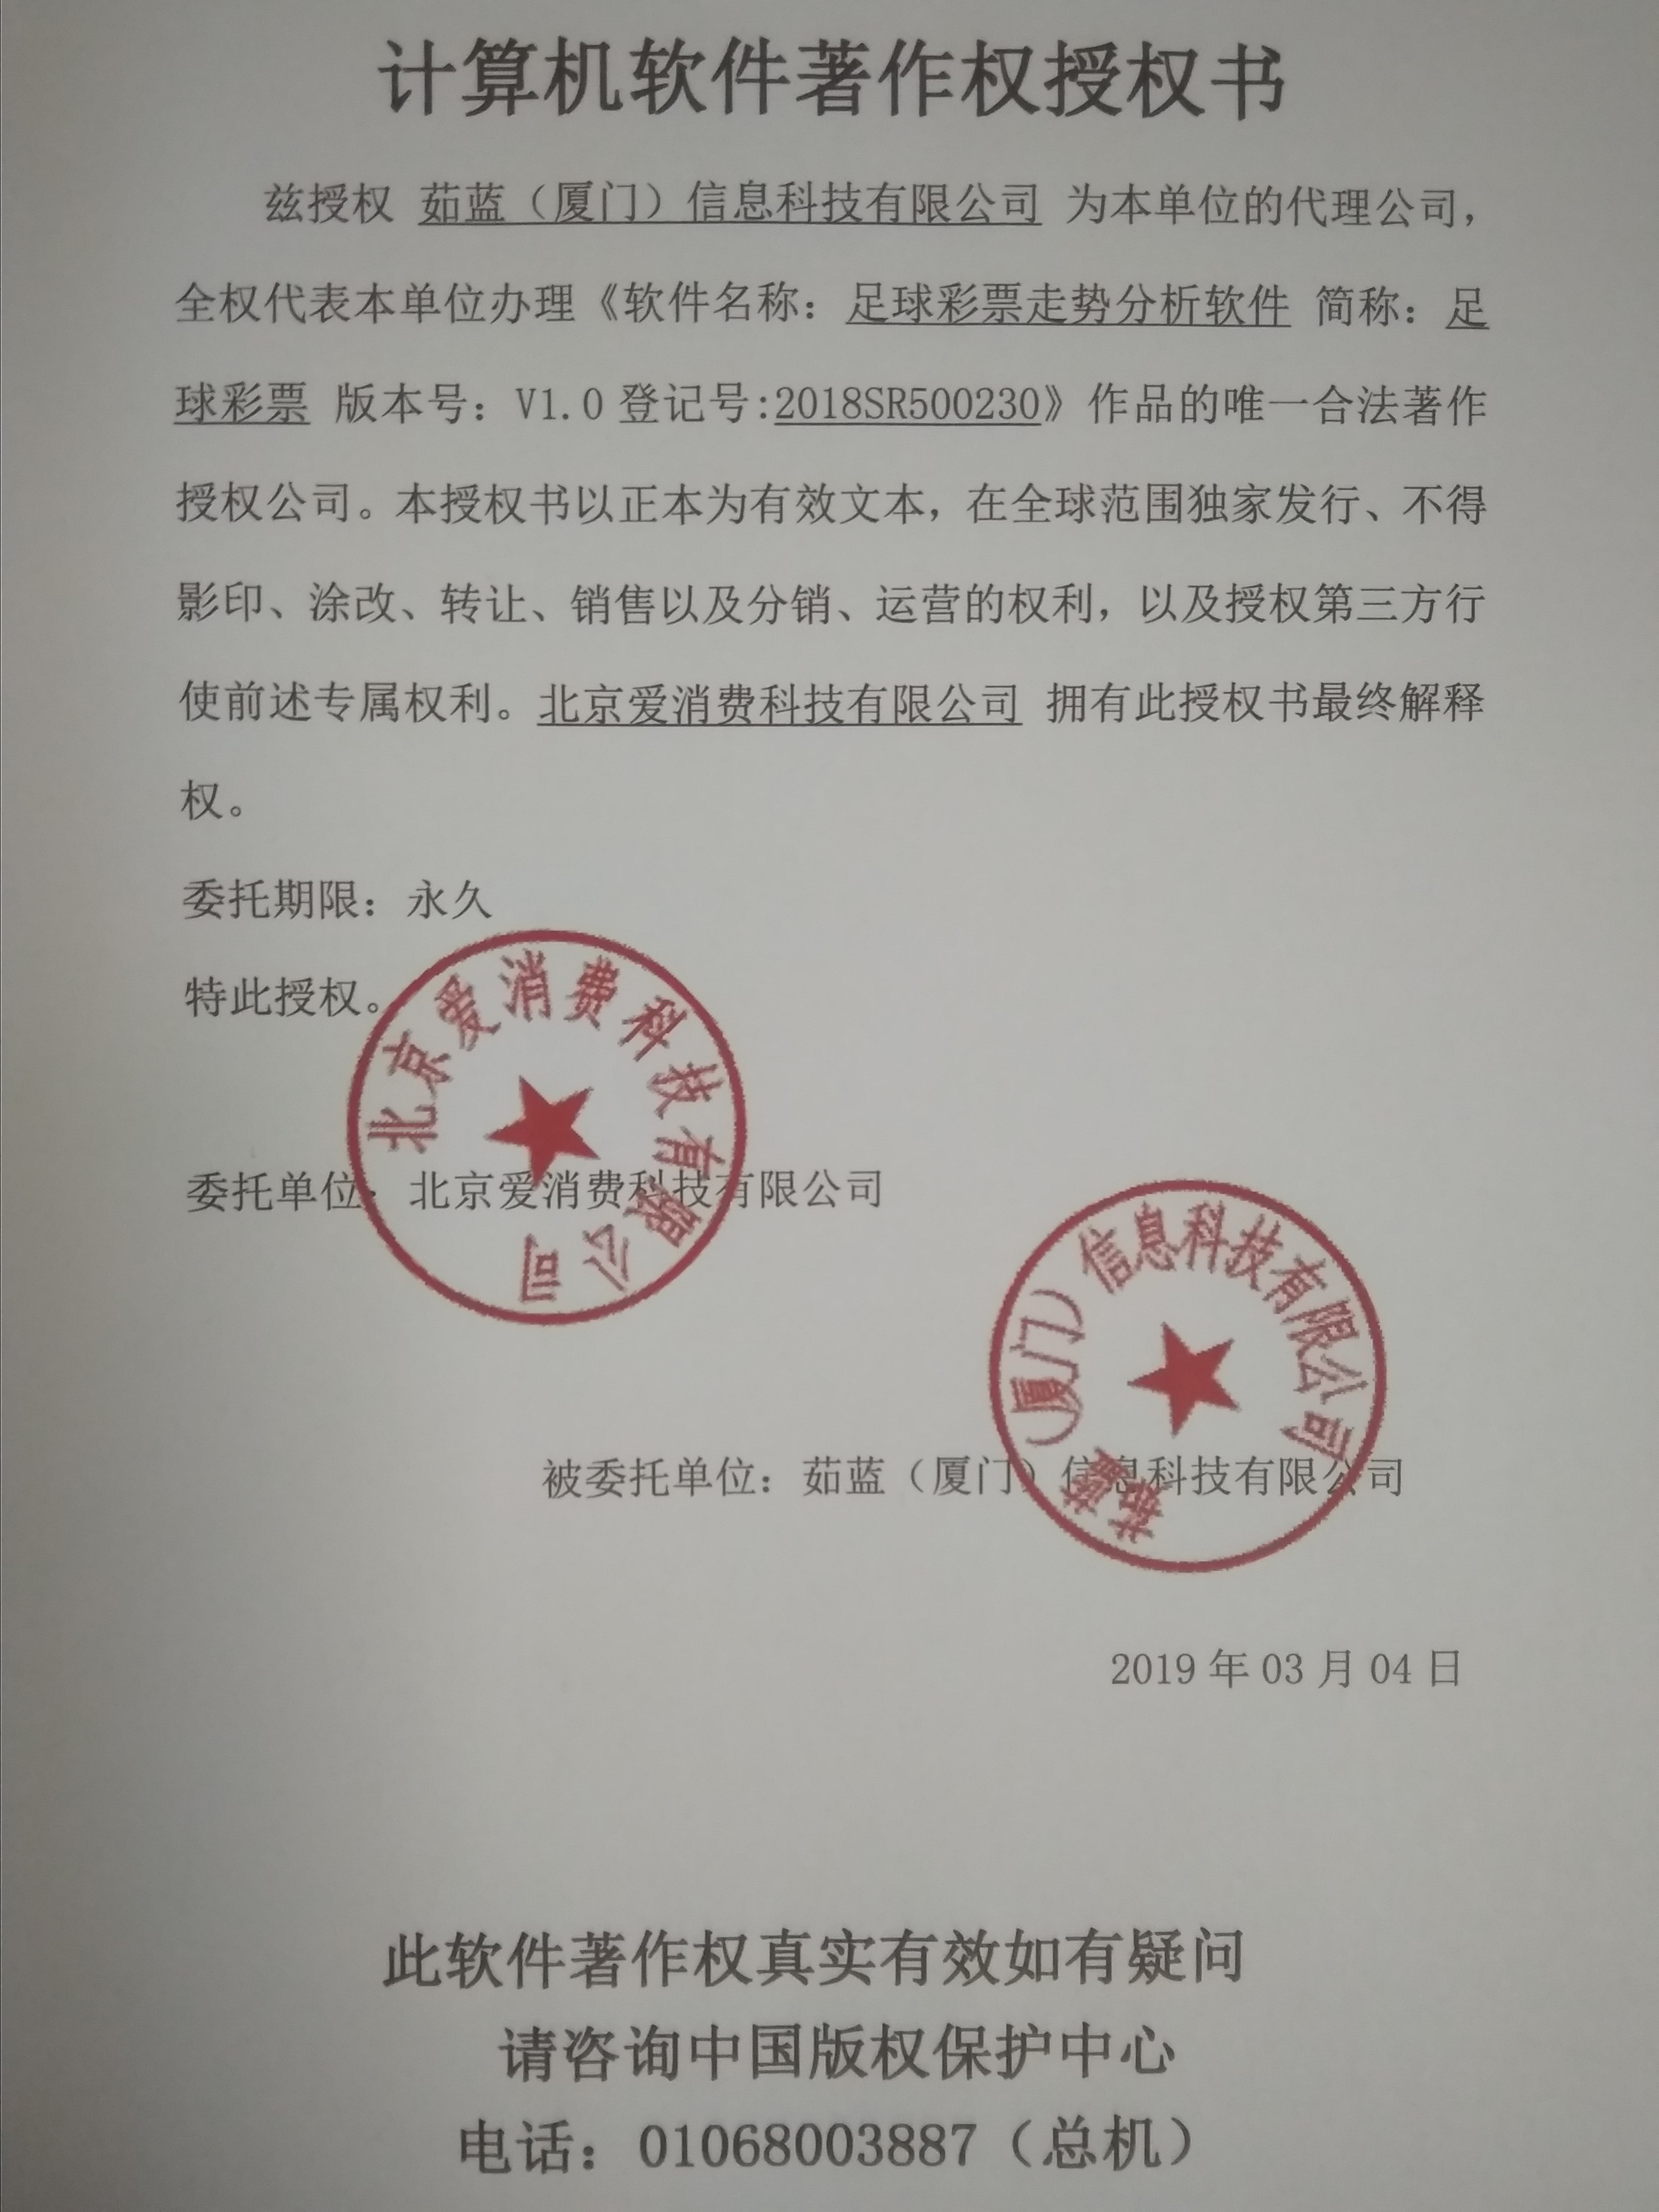 计算机软件著作权授权书
兹授权 茹蓝（厦门）信息科技有限公司 为本单位的代理公司，
全权代表本单位办理《软件名称：足球彩票走势分析软件 简称：足
球彩票 版本号：V1.0 登记号:2018SR500230》作品的唯一合法著作
授权公司。本授权书以正本为有效文本，在全球范围独家发行、不得
影印、涂改、转让、销售以及分销、运营的权利，以及授权第三方行
使前述专属权利。北京爱消费科技有限公司 拥有此授权书最终解释
权。
委托期限：永久
特此授权。
北京爱消费科技有限公司
委托单位：北京爱消费科技有限公司
茹蓝（厦门）信息科技有限公司
被委托单位：茹蓝（厦门）信息科技有限公司
2019 年 03 月 04 日
此软件著作权真实有效如有疑问
请咨询中国版权保护中心
电话：01068003887（总机）